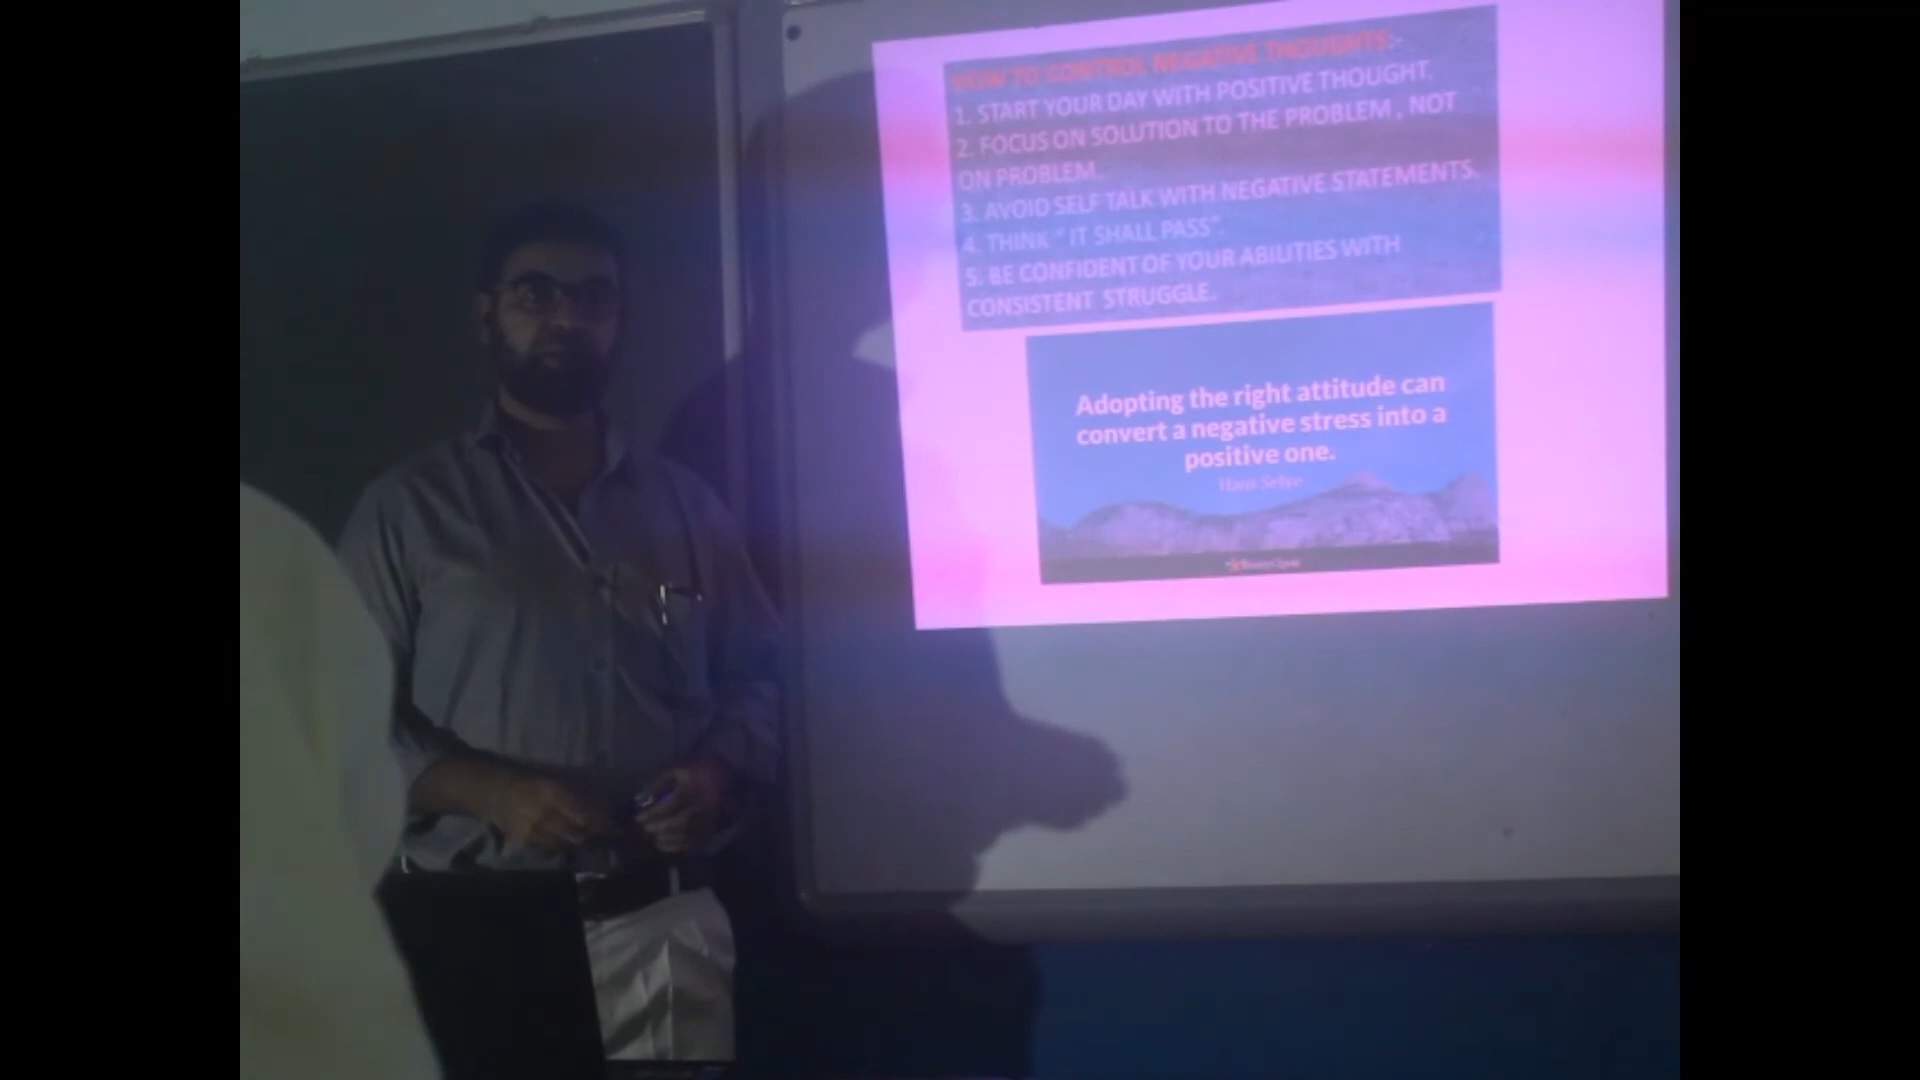 HOW TO CONTROL NEGATIVE THOUGHTS:-
1. START YOUR DAY WITH POSITIVE THOUGHT.
2. FOCUS ON SOLUTION TO THE PROBLEM , NOT
ON PROBLEM.
3. AVOID SELF TALK WITH NEGATIVE STATEMENTS.
4. THINK " IT SHALL PASS".
5. BE CONFIDENT OF YOUR ABILITIES WITH
CONSISTENT STRUGGLE.
Adopting the right attitude can
convert a negative stress into a
positive one.
Hans Selye